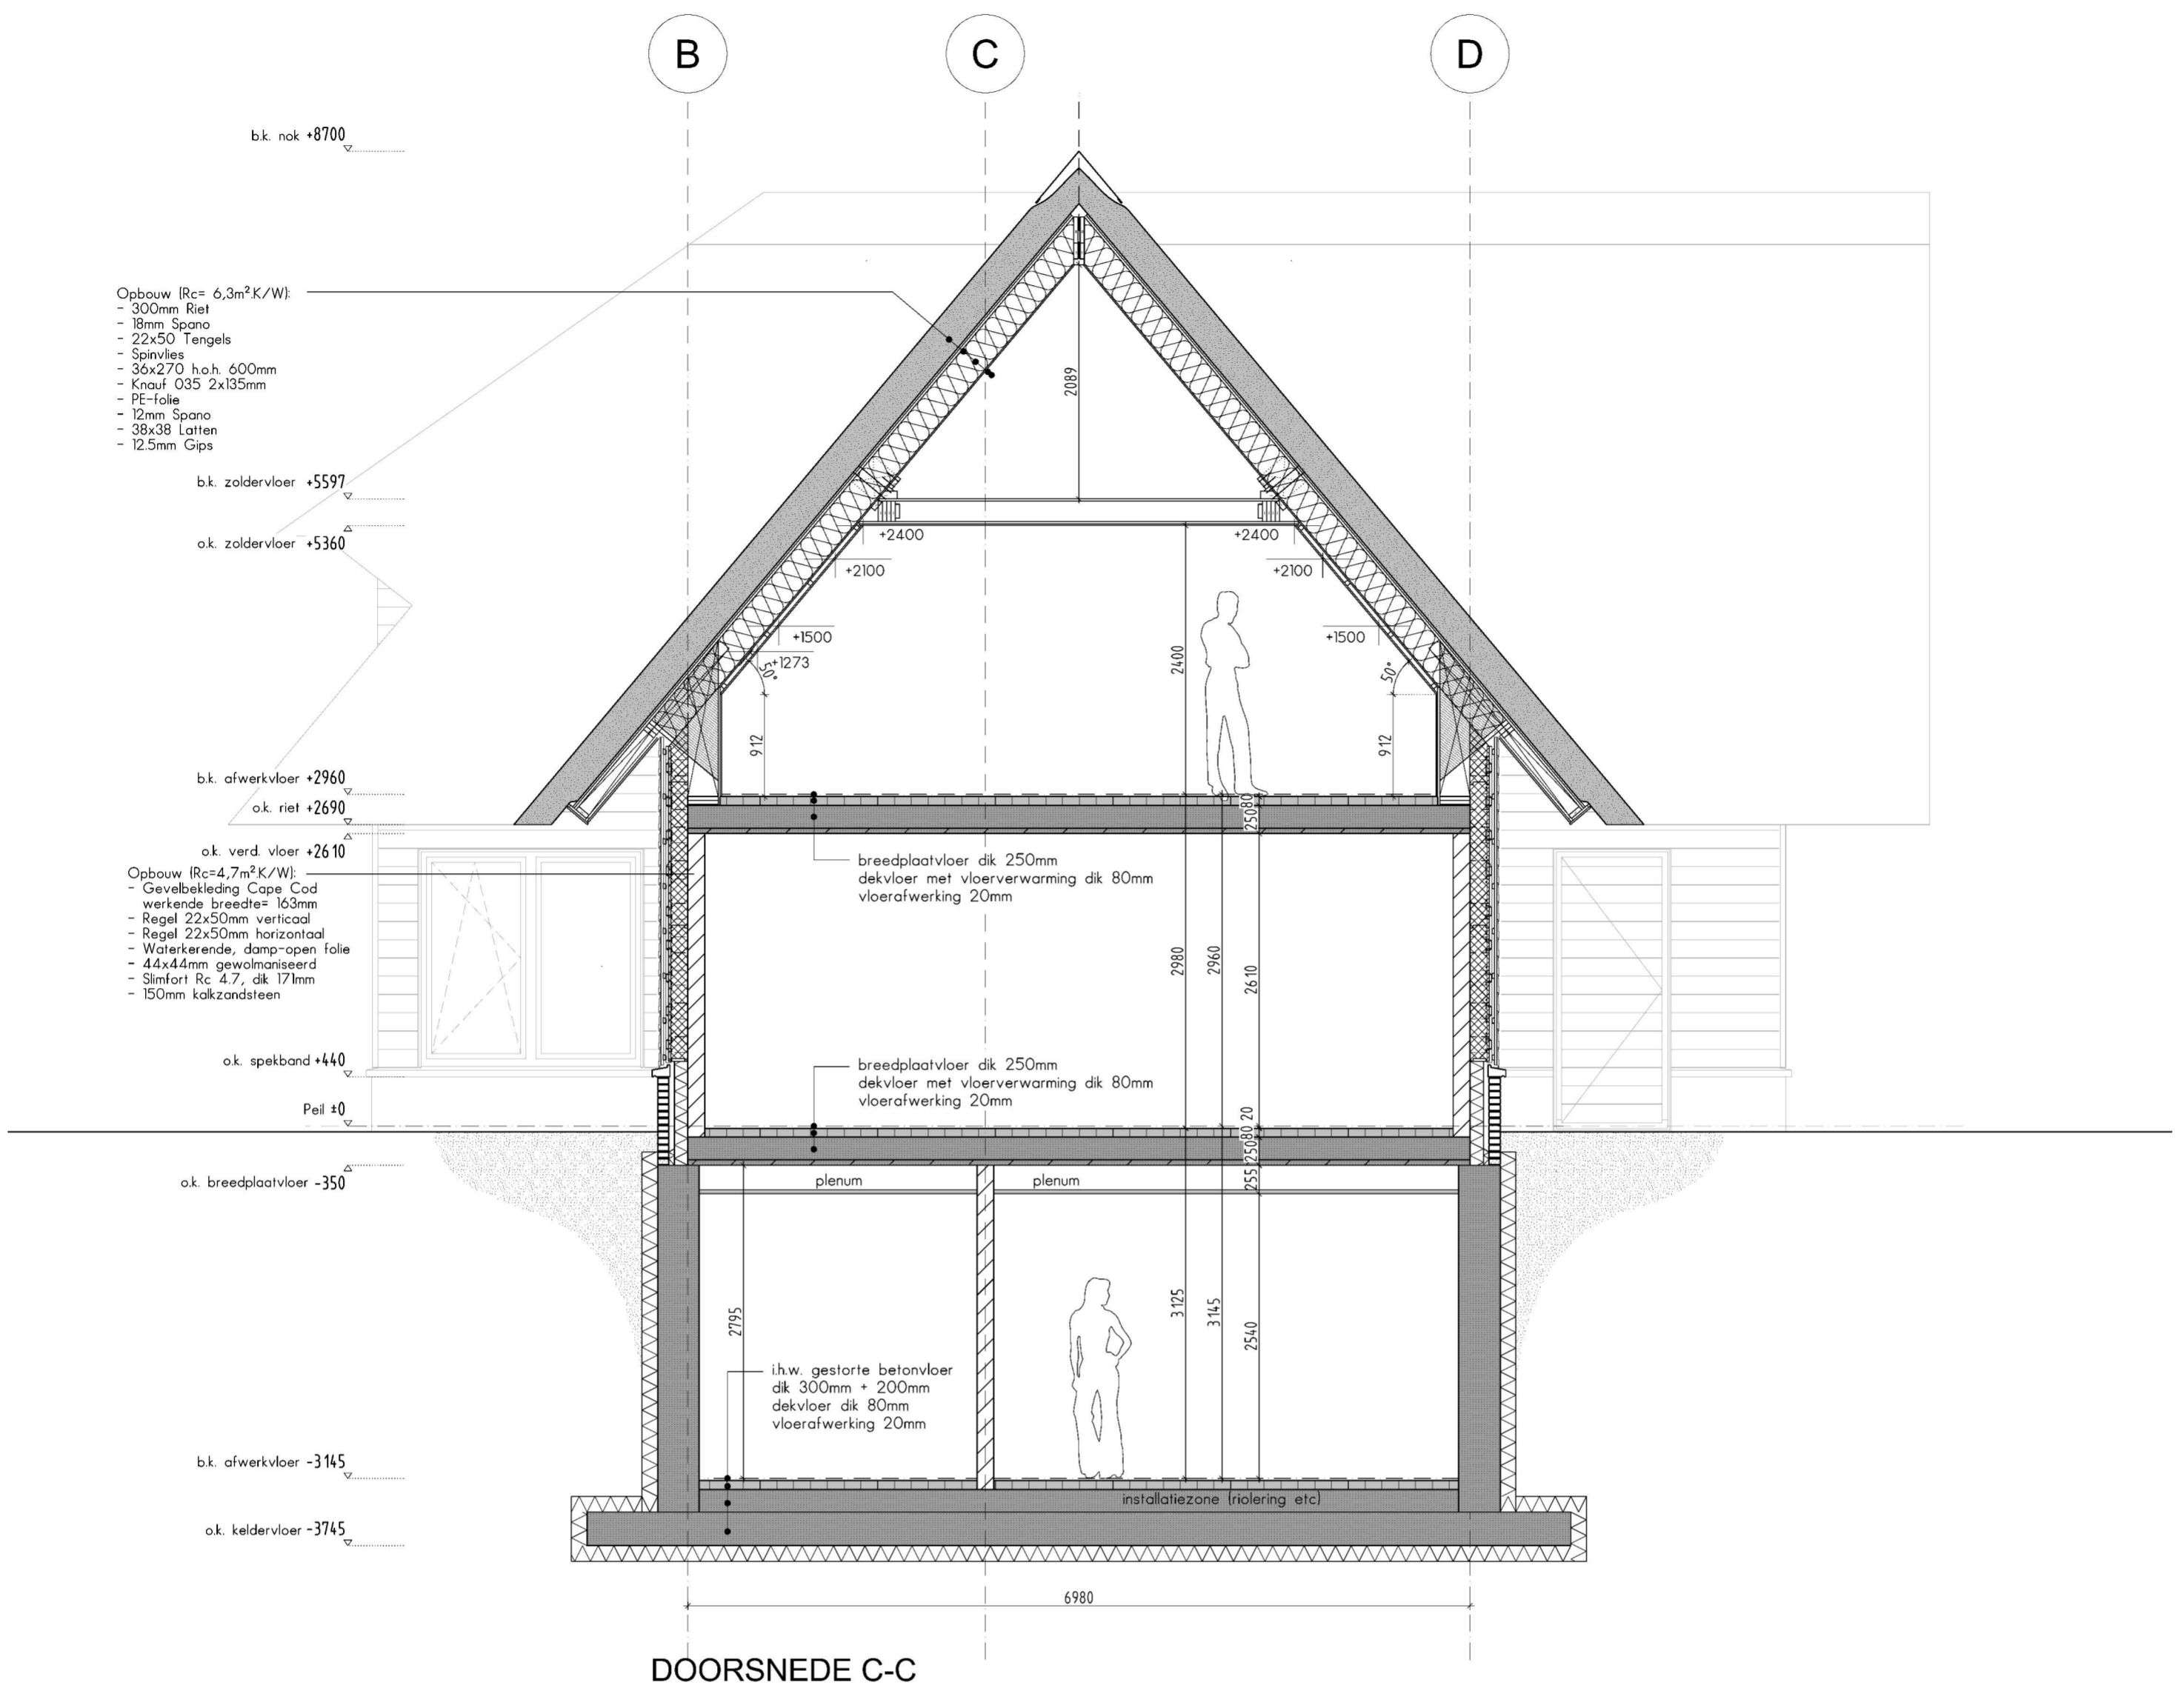 B
C
D
b.k. nok +8700
Opbouw (Rc= 6,3m².K/W):
- 300mm Riet
- 18mm Spano
- 22x50 Tengels
- Spinvlies
- 36x270 h.o.h. 600mm
- Knauf 035 2x135mm
- PE-folie
- 12mm Spano
- 38x38 Latten
- 12.5mm Gips
2089
b.k. zoldervloer +5597
o.k. zoldervloer +5360
+2400
+2400
+2100
+2100
+1500
+1500
+1273
50°
50°
2400
912
912
b.k. afwerkvloer +2960
o.k. riet +2690
o.k. verd. vloer +2610
25080
Opbouw (Rc=4,7m².K/W):
- Gevelbekleding Cape Cod
werkende breedte= 163mm
- Regel 22x50mm verticaal
- Regel 22x50mm horizontaal
- Waterkerende, damp-open folie
- 44x44mm gewolmaniseerd
- Slimfort Rc 4.7, dik 171mm
- 150mm kalkzandsteen
breedplaatvloer dik 250mm
dekvloer met vloerverwarming dik 80mm
vloerafwerking 20mm
2980
2960
2610
o.k. spekband +440
breedplaatvloer dik 250mm
dekvloer met vloerverwarming dik 80mm
vloerafwerking 20mm
Peil ±0
255 25080 20
o.k. breedplaatvloer -350
plenum
plenum
2795
3125
3145
2540
i.h.w. gestorte betonvloer
dik 300mm + 200mm
dekvloer dik 80mm
vloerafwerking 20mm
b.k. afwerkvloer -3145
installatiezone (riolering etc)
o.k. keldervloer -3745
6980
DOORSNEDE C-C